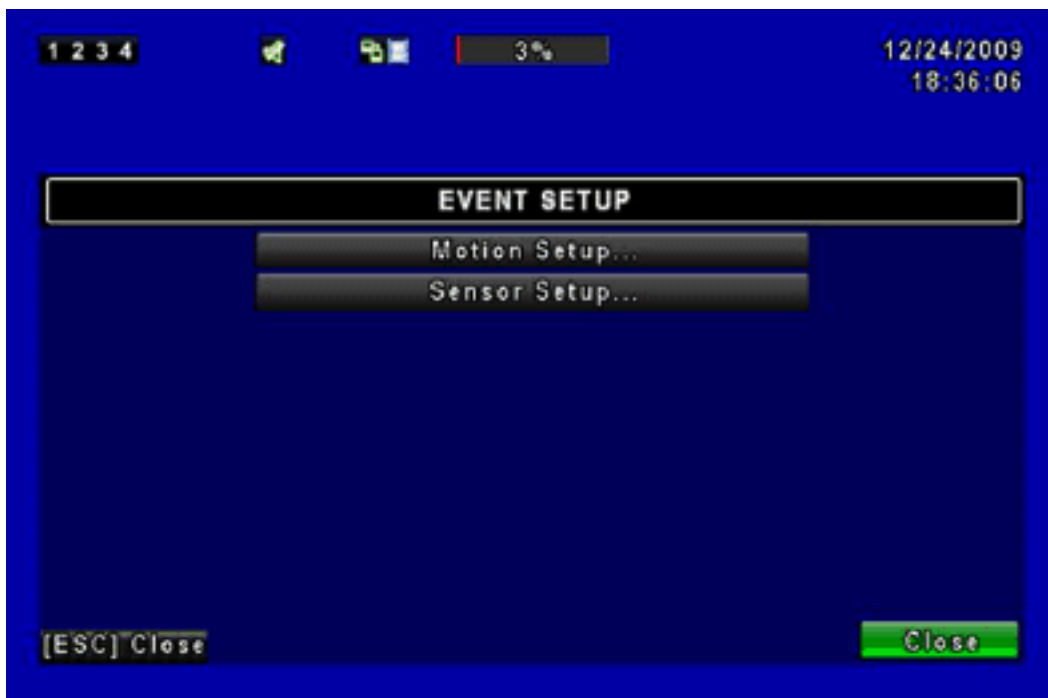 1 2 3 4
3%
12/24/2009
18:36:06
EVENT SETUP
Motion Setup...
Sensor Setup...
[ESC] Close
Close